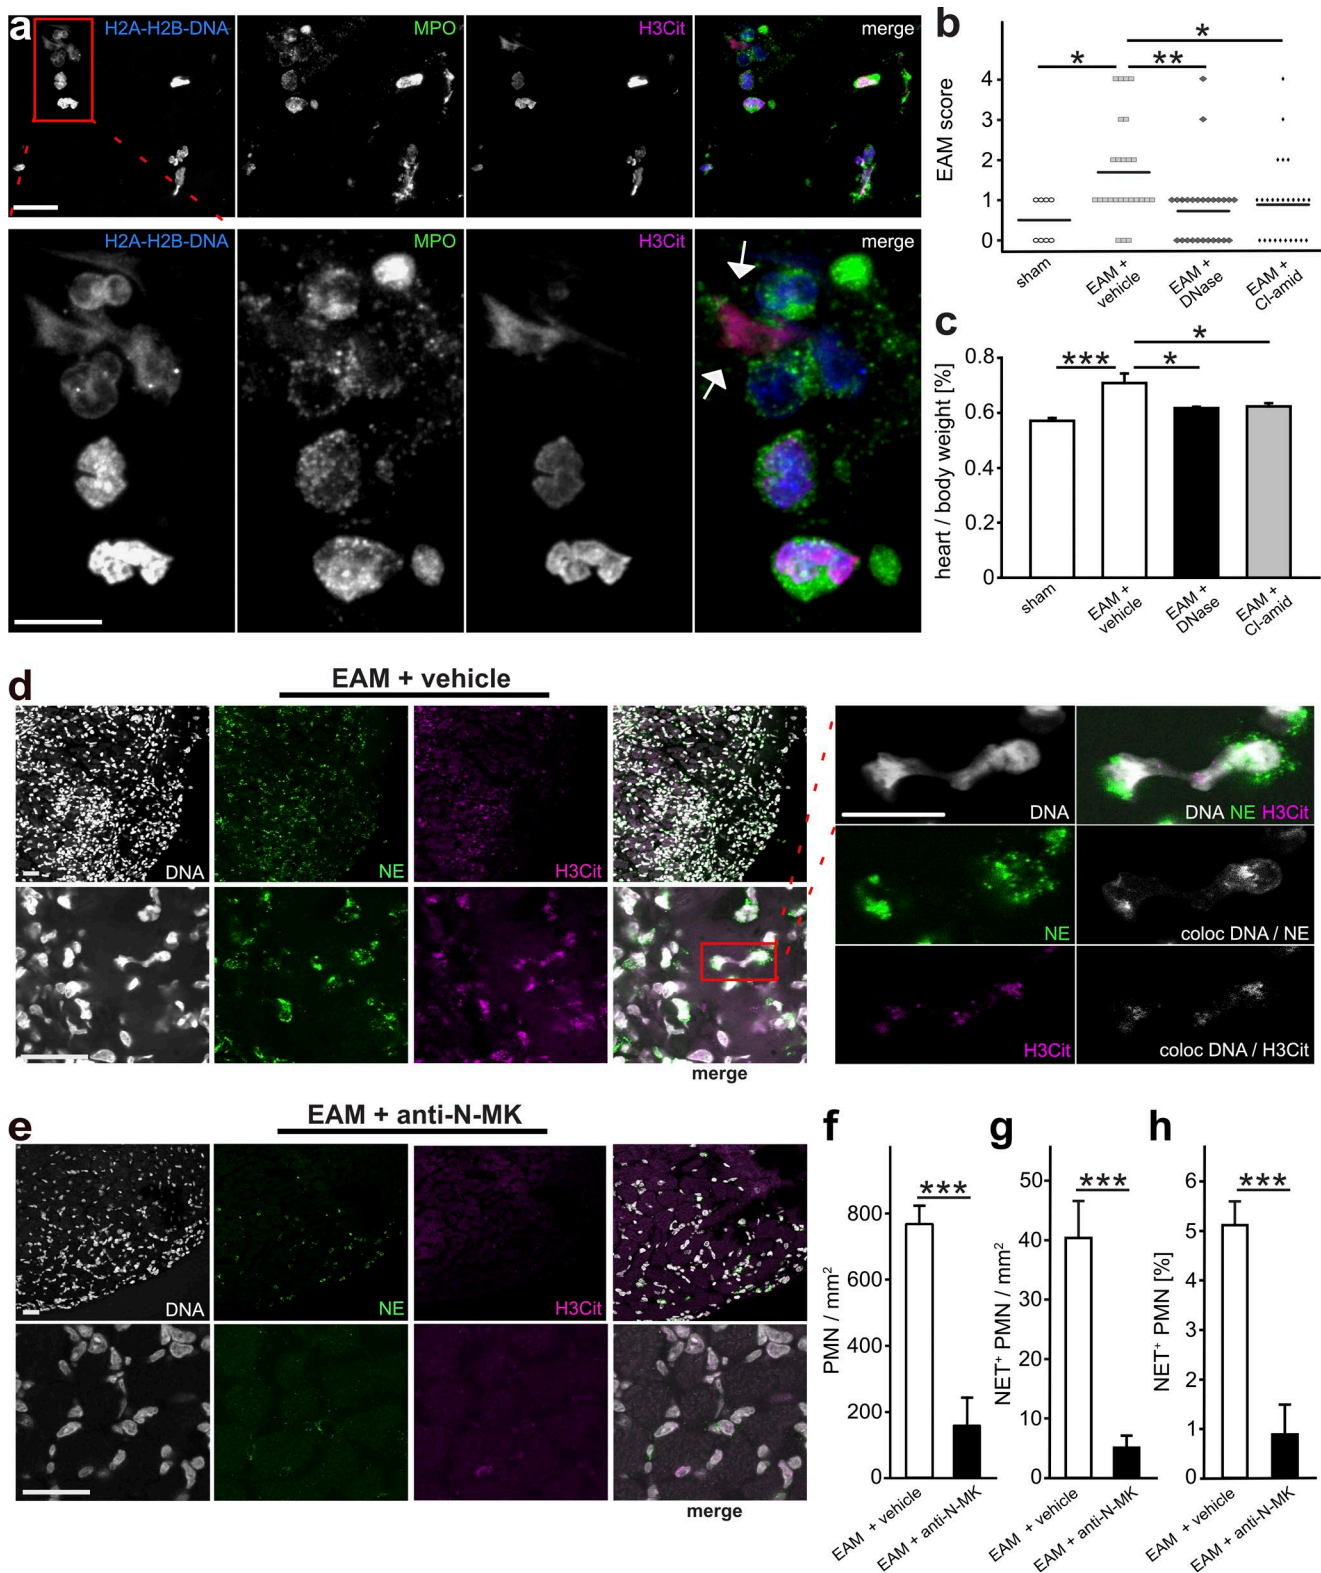 a
H2A-H2B-DNA
MPO
H3Cit
merge
H2A-H2B-DNA
MPO
H3Cit
merge
b
EAM score
4
3
2
1
0
*
**
*
sham
EAM +
vehicle
EAM +
DNase
EAM +
Cl-amid
c
heart / body weight [%]
0.8
0.6
0.4
0.2
0
***
*
*
sham
EAM +
vehicle
EAM +
DNase
EAM +
Cl-amid
d
EAM + vehicle
DNA
NE
H3Cit
merge
DNA
DNA NE H3Cit
NE
coloc DNA / NE
H3Cit
coloc DNA / H3Cit
e
EAM + anti-N-MK
DNA
NE
H3Cit
merge
f
PMN / mm²
800
600
400
200
0
***
EAM + vehicle
EAM + anti-N-MK
g
NET⁺ PMN / mm²
50
40
30
20
10
0
***
EAM + vehicle
EAM + anti-N-MK
h
NET⁺ PMN [%]
6
5
4
3
2
1
0
***
EAM + vehicle
EAM + anti-N-MK